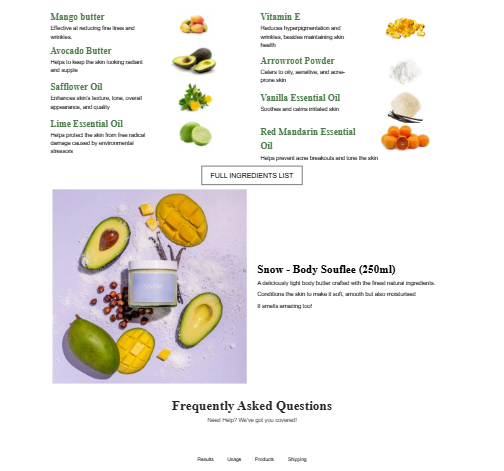 Mango butter
Effective at reducing fine lines and
wrinkles.
Avocado Butter
Helps to keep the skin looking radiant
and supple
Safflower Oil
Enhances skin's texture, tone, overall
appearance, and quality
Lime Essential Oil
Helps protect the skin from free radical
damage caused by environmental
stressors
Vitamin E
Reduces hyperpigmentation and
wrinkles, besides maintaining skin
health
Arrowroot Powder
Caters to oily, sensitive, and acne-
prone skin
Vanilla Essential Oil
Soothes and calms irritated skin
Red Mandarin Essential
Oil
Helps prevent acne breakouts and tone the skin
FULL INGREDIENTS LIST
Snow - Body Souflee (250ml)
A deliciously light body butter crafted with the finest natural ingredients.
Conditions the skin to make it soft, smooth but also moisturised
It smells amazing too!
Frequently Asked Questions
Need Help? We've got you covered!
Results Usage Products Shipping